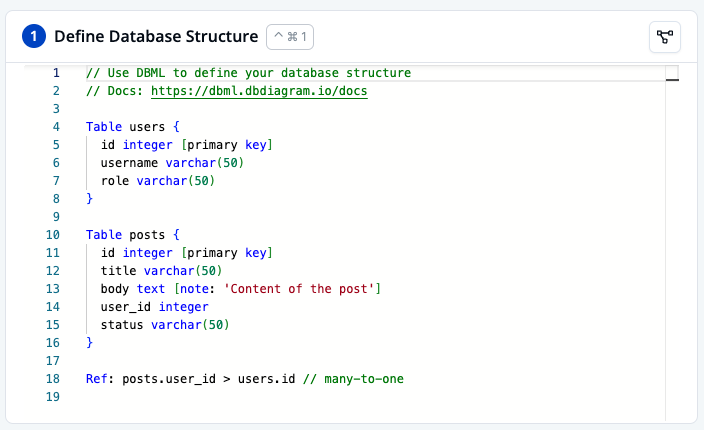 1 Define Database Structure ^ ⌘ 1
1 // Use DBML to define your database structure
2 // Docs: https://dbml.dbdiagram.io/docs
3
4 Table users {
5   id integer [primary key]
6   username varchar(50)
7   role varchar(50)
8 }
9
10 Table posts {
11   id integer [primary key]
12   title varchar(50)
13   body text [note: 'Content of the post']
14   user_id integer
15   status varchar(50)
16 }
17
18 Ref: posts.user_id > users.id // many-to-one
19